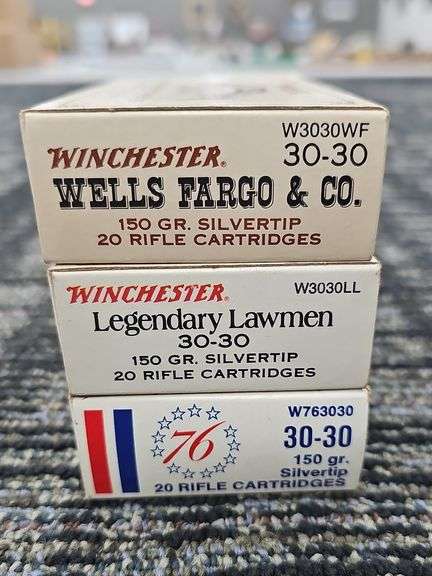 W3030WF
WINCHESTER® 30-30
WELLS FARGO & CO.
150 GR. SILVERTIP
20 RIFLE CARTRIDGES
WINCHESTER® W3030LL
Legendary Lawmen
30-30
150 GR. SILVERTIP
20 RIFLE CARTRIDGES
76
W763030
30-30
150 gr.
Silvertip
20 RIFLE CARTRIDGES